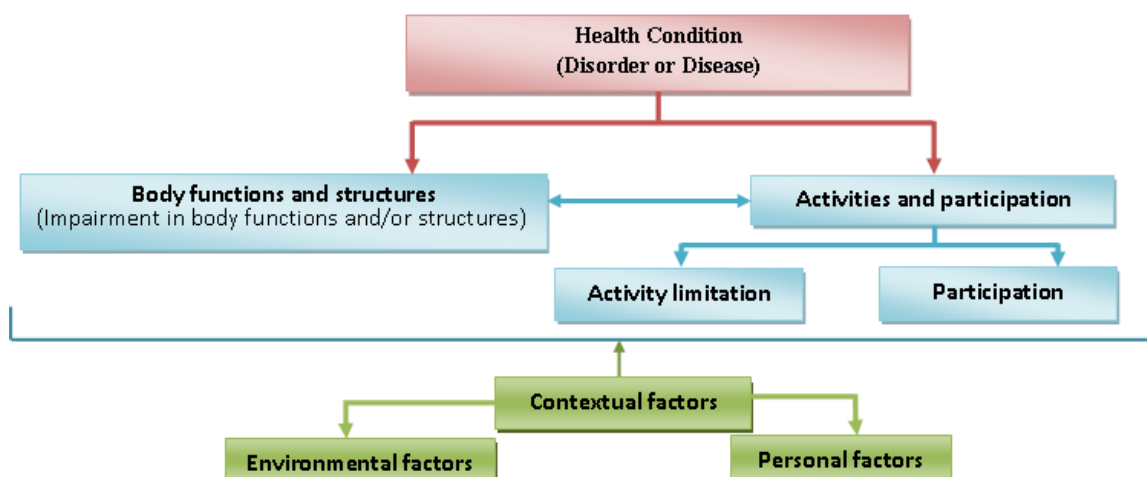 Health Condition
(Disorder or Disease)
Body functions and structures
(Impairment in body functions and/or structures)
Activities and participation
Activity limitation
Participation
Contextual factors
Environmental factors
Personal factors